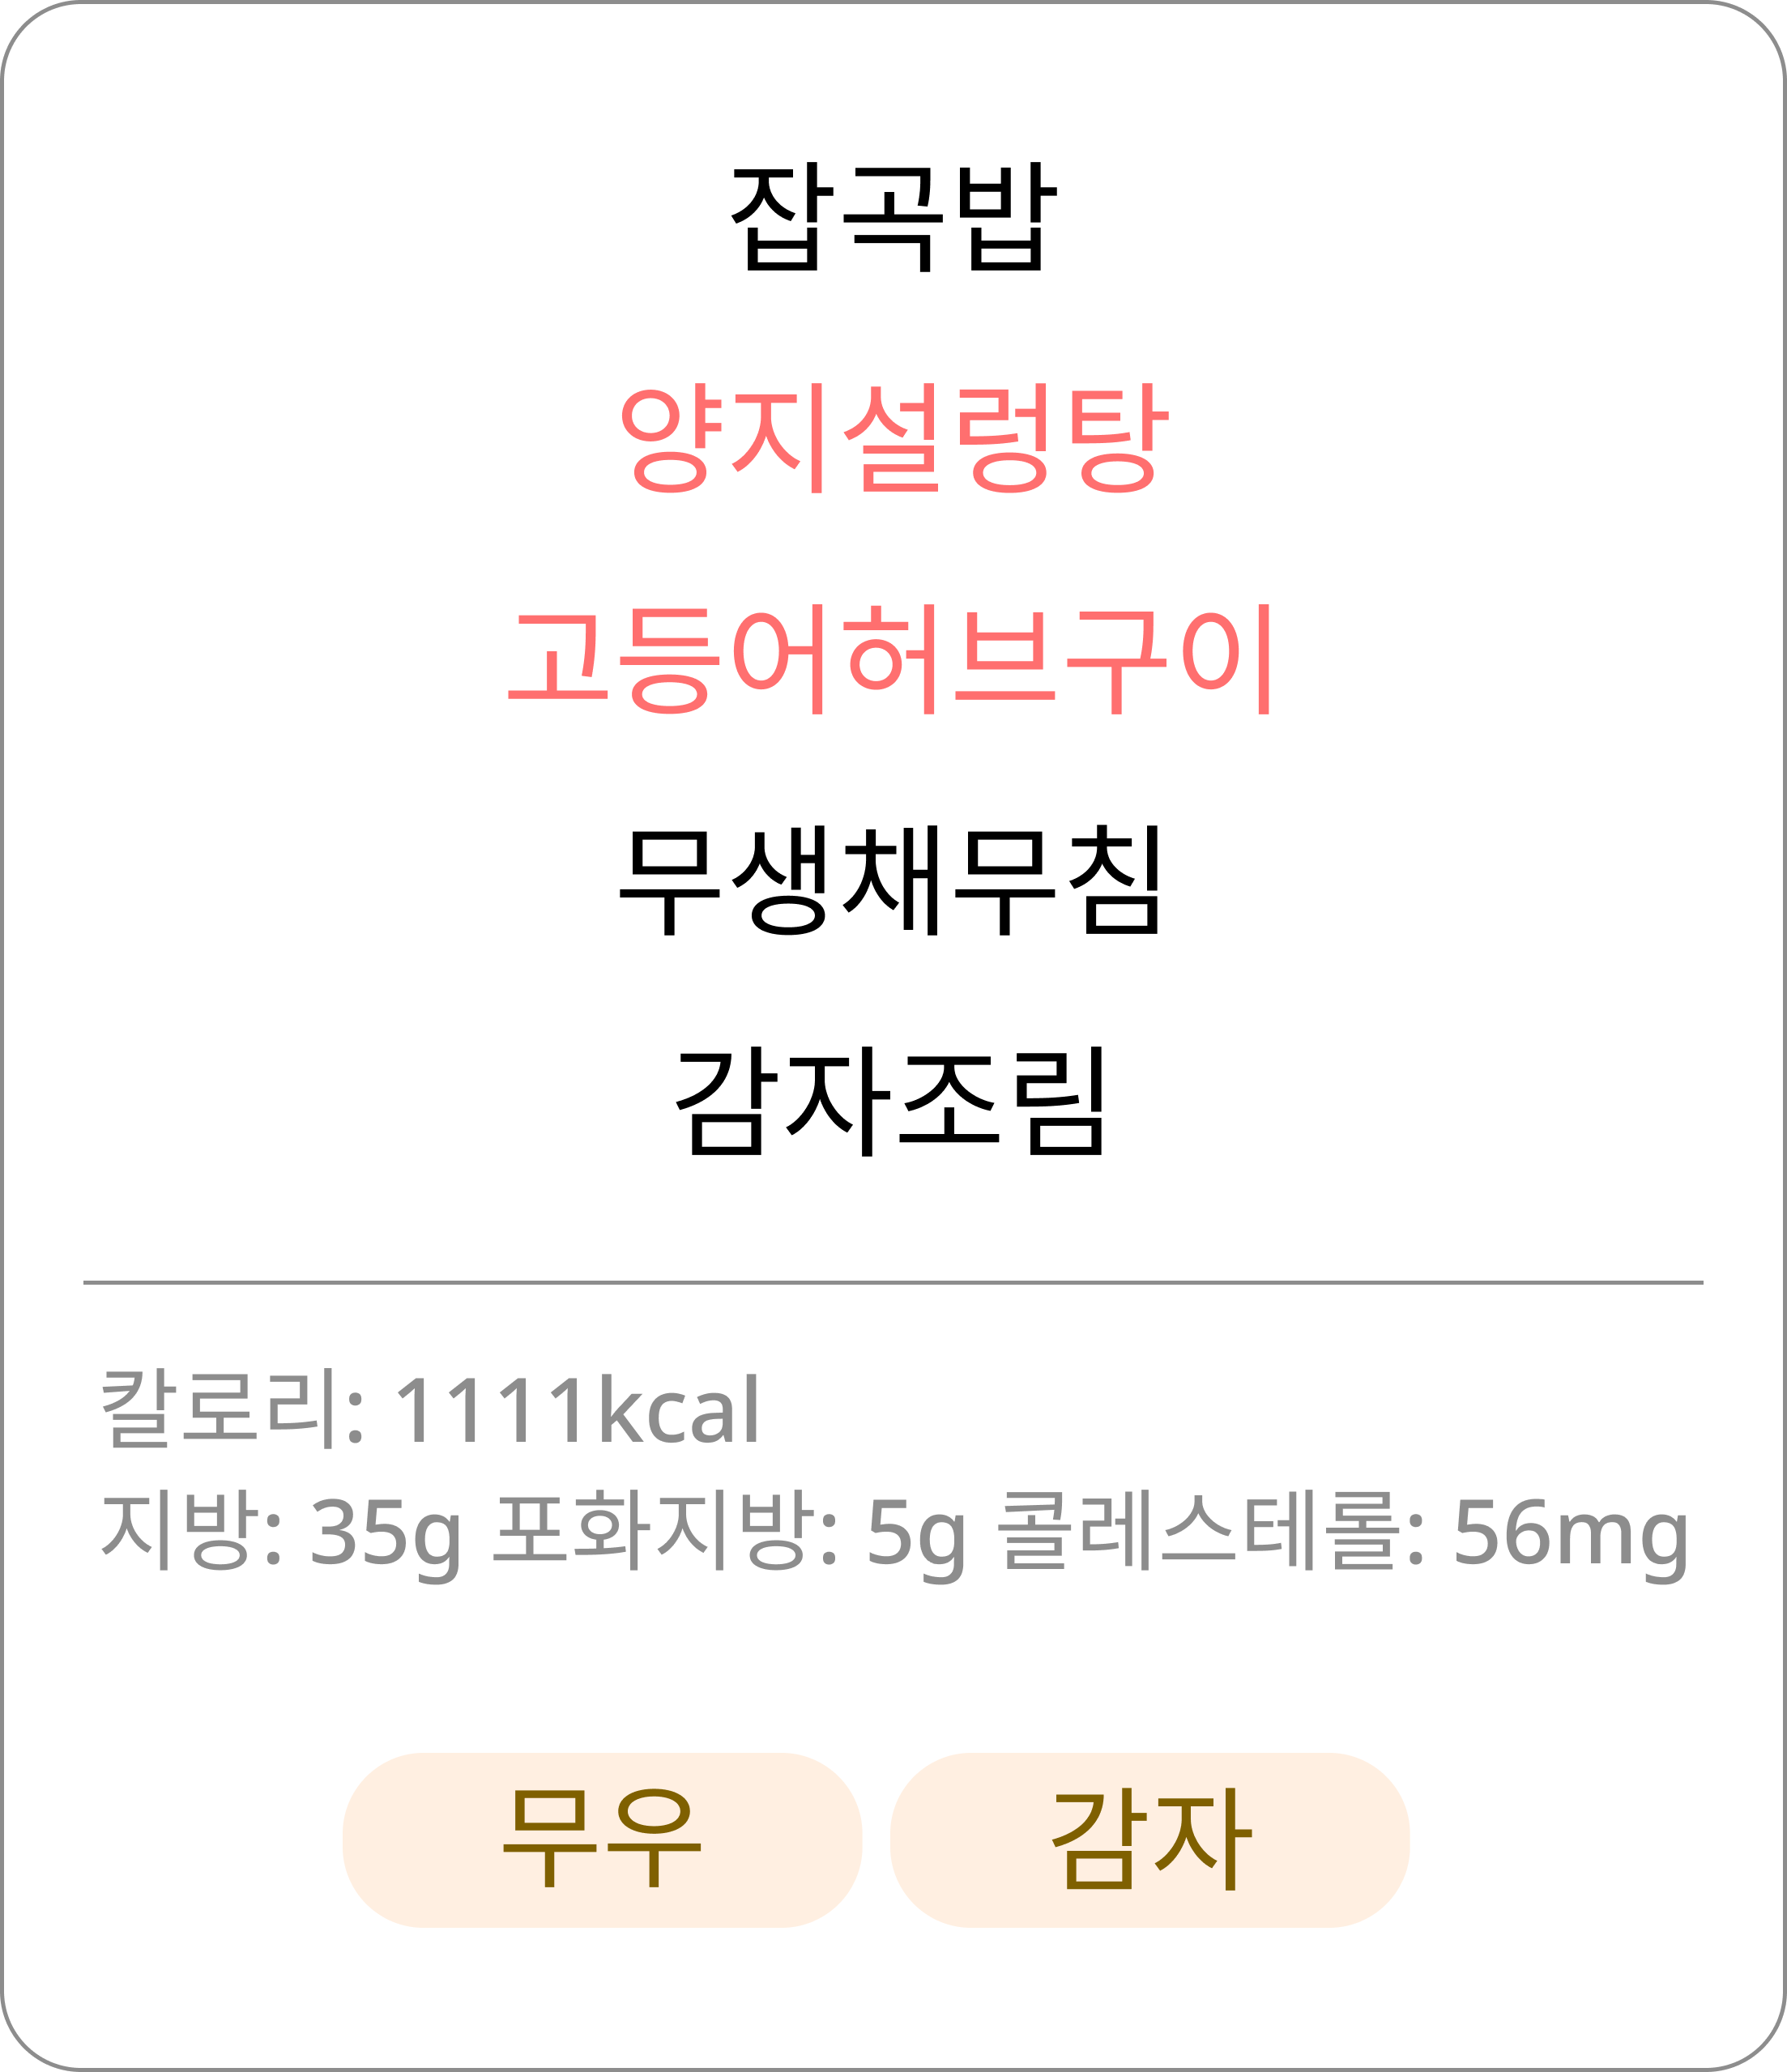 잡곡밥
양지설렁탕
고등어허브구이
무생채무침
감자조림
칼로리: 1111kcal
지방: 35g 포화지방: 5g 콜레스테롤: 56mg
무우 감자